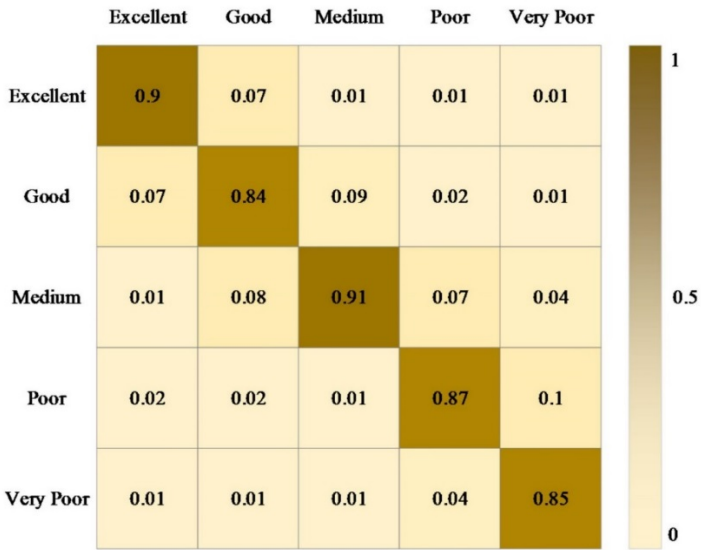 Excellent Good Medium Poor Very Poor
1
Excellent 0.9 0.07 0.01 0.01 0.01
Good 0.07 0.84 0.09 0.02 0.01
Medium 0.01 0.08 0.91 0.07 0.04 0.5
Poor 0.02 0.02 0.01 0.87 0.1
Very Poor 0.01 0.01 0.01 0.04 0.85
0